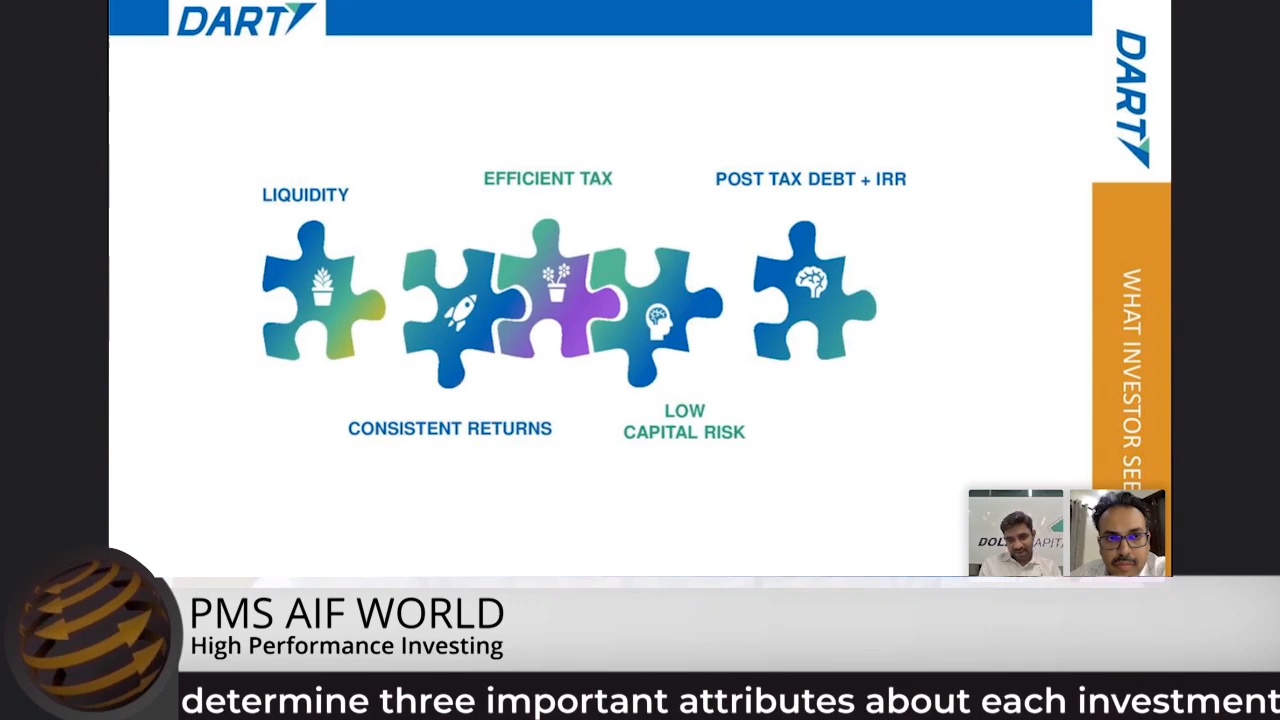 DART
DART
EFFICIENT TAX
POST TAX DEBT + IRR
LIQUIDITY
CONSISTENT RETURNS
LOW
CAPITAL RISK
WHAT INVESTOR
PMS AIF WORLD
High Performance Investing
determine three important attributes about each investment